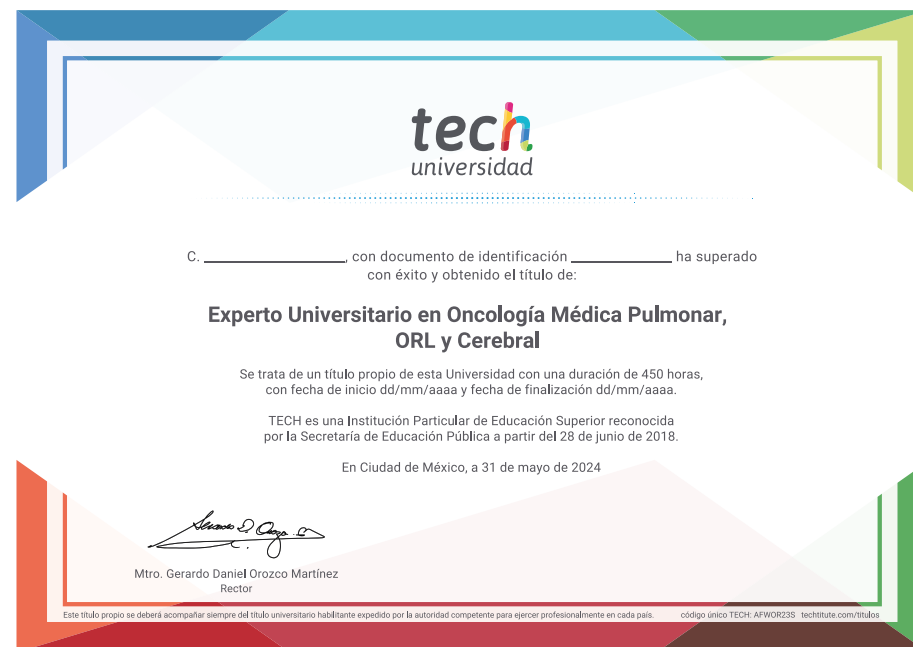 tech
universidad
C. ____________, con documento de identificación ____________ ha superado
con éxito y obtenido el título de:
Experto Universitario en Oncología Médica Pulmonar,
ORL y Cerebral
Se trata de un título propio de esta Universidad con una duración de 450 horas,
con fecha de inicio dd/mm/aaaa y fecha de finalización dd/mm/aaaa.
TECH es una Institución Particular de Educación Superior reconocida
por la Secretaría de Educación Pública a partir del 28 de junio de 2018.
En Ciudad de México, a 31 de mayo de 2024
Mtro. Gerardo Daniel Orozco Martínez
Rector
Este título propio se deberá acompañar siempre del título universitario habilitante expedido por la autoridad competente para ejercer profesionalmente en cada país. código único TECH: AFWOR23S techtitute.com/titulos